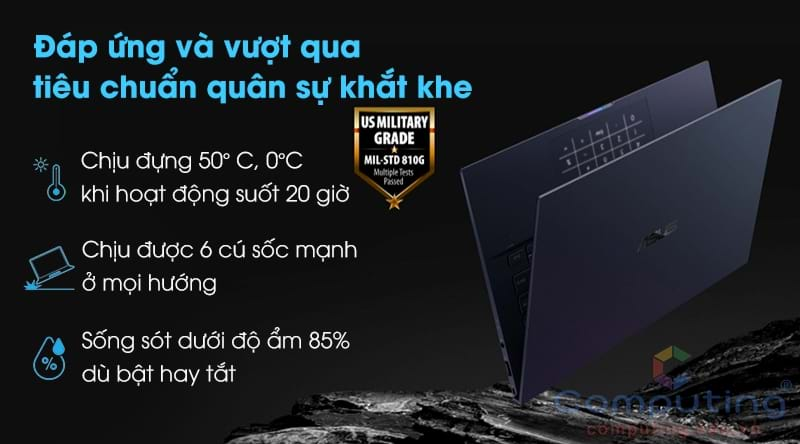 Đáp ứng và vượt qua
tiêu chuẩn quân sự khắt khe
US MILITARY
GRADE
MIL-STD 810G
Multiple Tests
Passed
Chịu đựng 50° C, 0°C
khi hoạt động suốt 20 giờ
Chịu được 6 cú sốc mạnh
ở mọi hướng
Sống sót dưới độ ẩm 85%
dù bật hay tắt
%
ASUS
Computing®